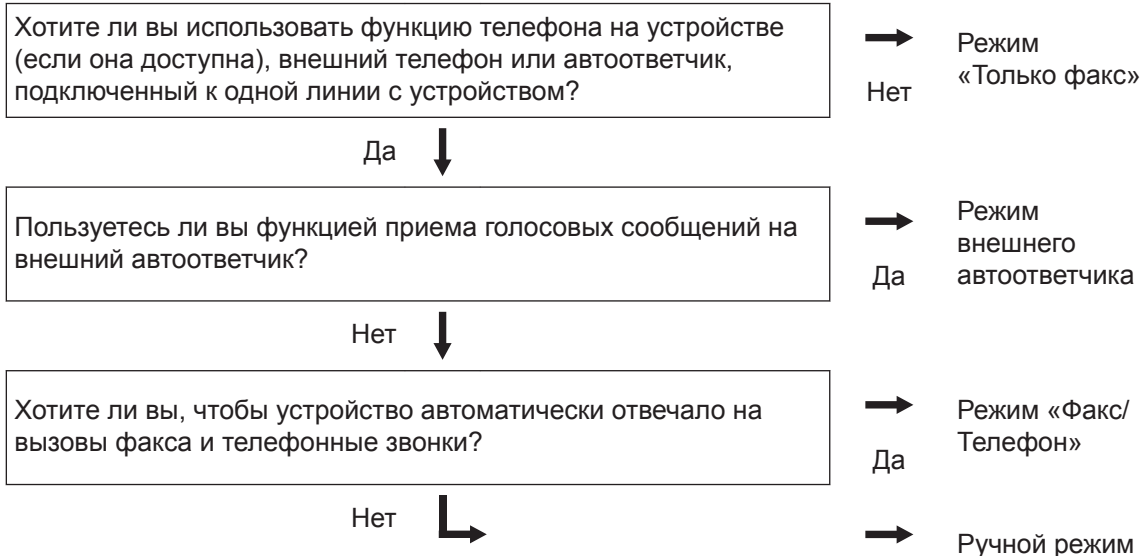 Хотите ли вы использовать функцию телефона на устройстве
(если она доступна), внешний телефон или автоответчик,
подключенный к одной линии с устройством?
Нет
Режим
«Только факс»
Да
Пользуетесь ли вы функцией приема голосовых сообщений на
внешний автоответчик?
Да
Режим
внешнего
автоответчика
Нет
Хотите ли вы, чтобы устройство автоматически отвечало на
вызовы факса и телефонные звонки?
Да
Режим «Факс/
Телефон»
Нет
Ручной режим